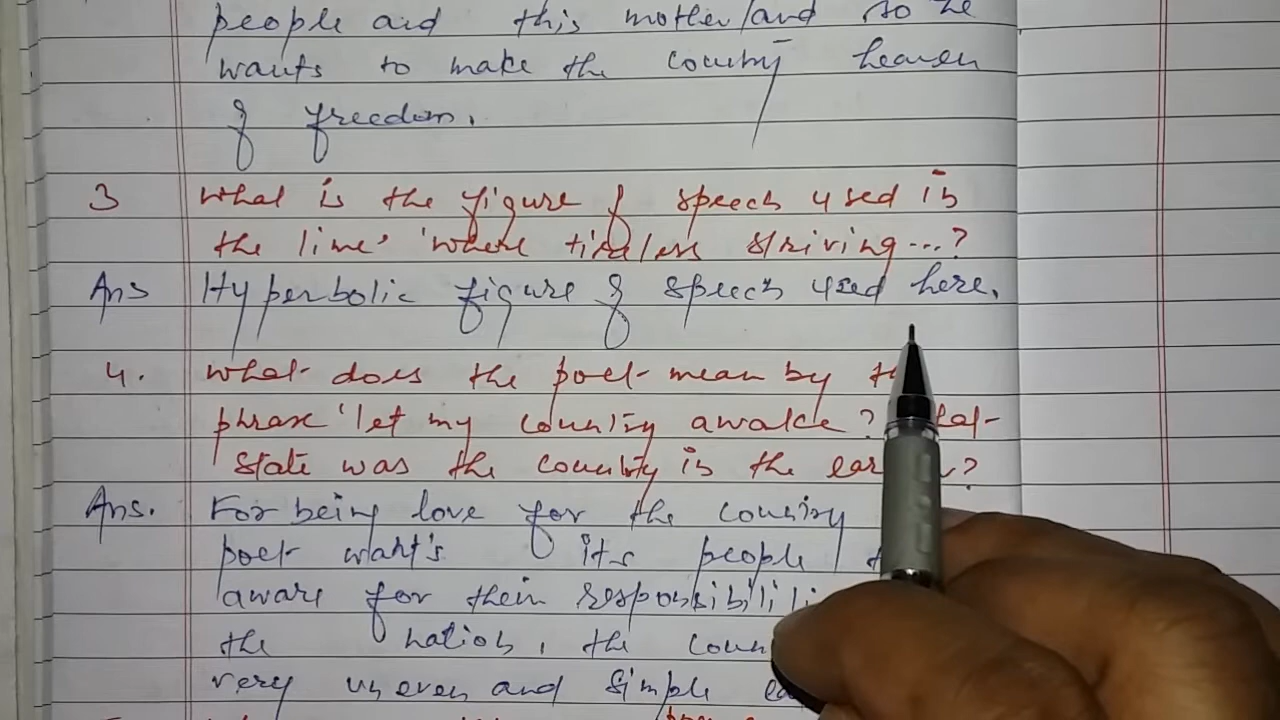 people and this motherland so he
wants to make the country heaven
of freedom.
3 What is the figure of speech used in
the line' 'where tireless striving...?
Ans Hyperbolic figure of speech used here.
4. What does the poet mean by
phrase 'let my country awake?
state was the country in the
Ans. For being love for the country
poet want's its people
aware for their
the nation, the
very uneven and simple